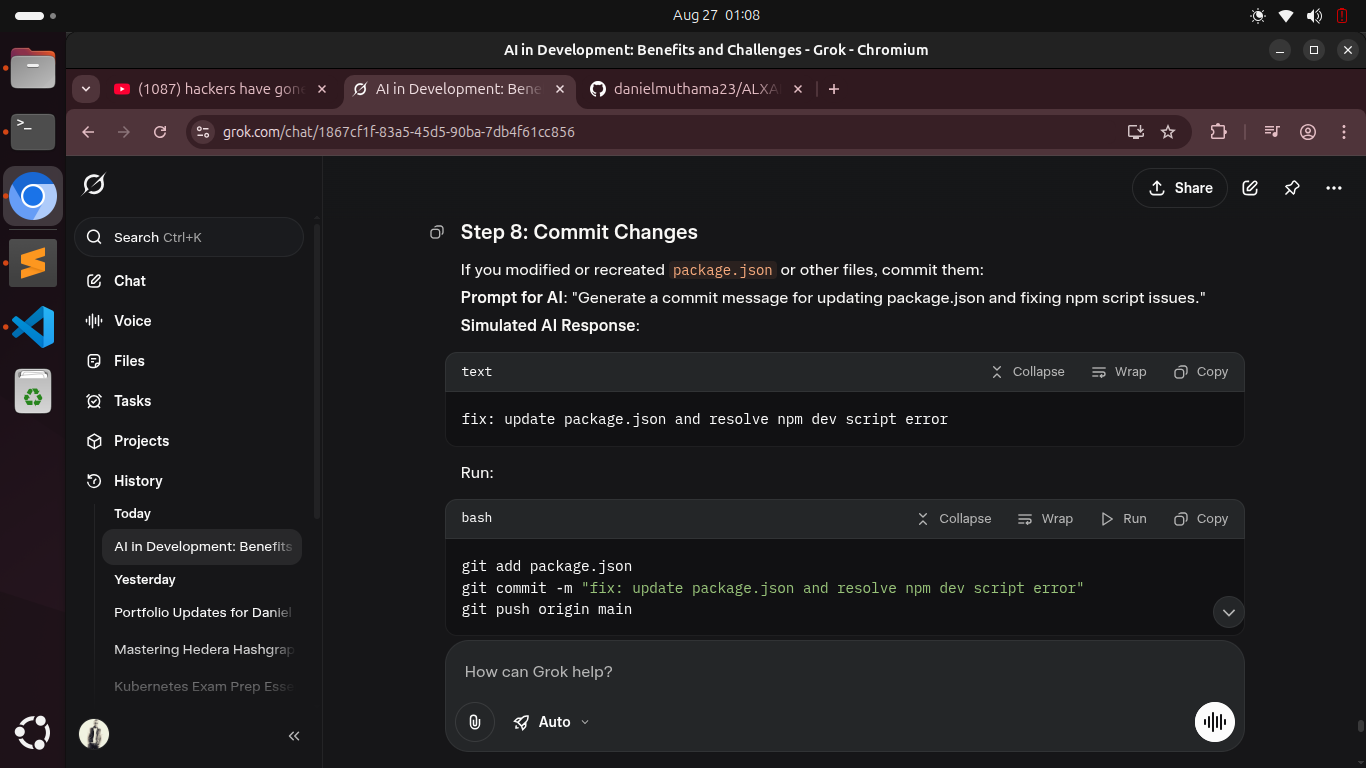 Aug 27 01:08
AI in Development: Benefits and Challenges - Grok - Chromium
(1087) hackers have gon
AI in Development: Bene
danielmuthama23/ALXA
grok.com/chat/1867cf1f-83a5-45d5-90ba-7db4f61cc856
Share
Search Ctrl+K
Chat
Voice
Files
Tasks
Projects
History
Today
AI in Development: Benefits
Yesterday
Portfolio Updates for Daniel
Mastering Hedera Hashgrap
Kubernetes Exam Prep Esse
Step 8: Commit Changes
If you modified or recreated package.json or other files, commit them:
Prompt for AI: "Generate a commit message for updating package.json and fixing npm script issues."
Simulated AI Response:
text
Collapse
Wrap
Copy
fix: update package.json and resolve npm dev script error
Run:
bash
Collapse
Wrap
Run
Copy
git add package.json
git commit -m "fix: update package.json and resolve npm dev script error"
git push origin main
How can Grok help?
Auto